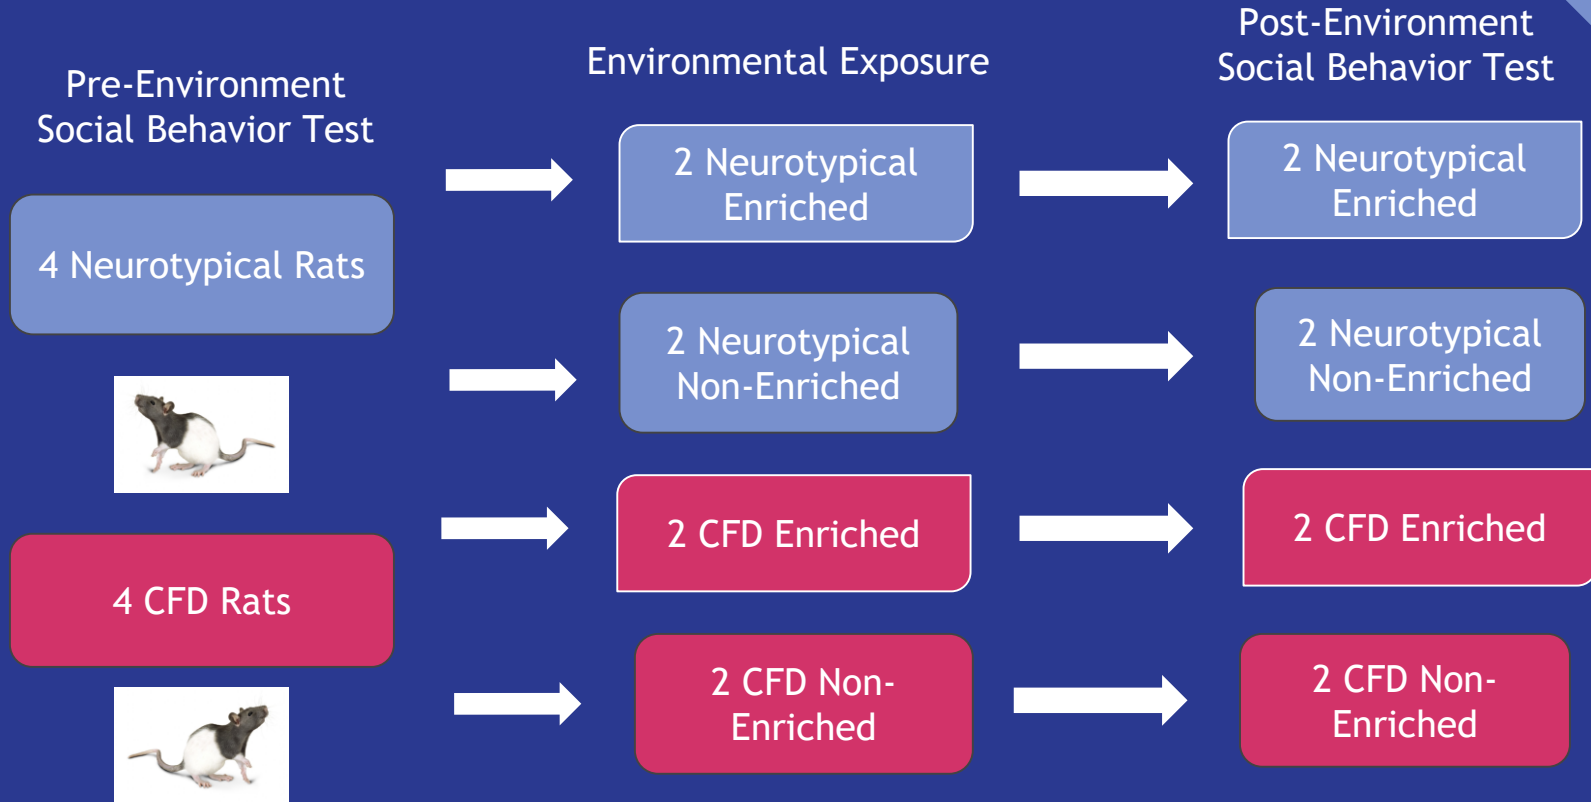 Pre-Environment
Social Behavior Test
4 Neurotypical Rats
4 CFD Rats
Environmental Exposure
2 Neurotypical
Enriched
2 Neurotypical
Non-Enriched
2 CFD Enriched
2 CFD Non-
Enriched
Post-Environment
Social Behavior Test
2 Neurotypical
Enriched
2 Neurotypical
Non-Enriched
2 CFD Enriched
2 CFD Non-
Enriched